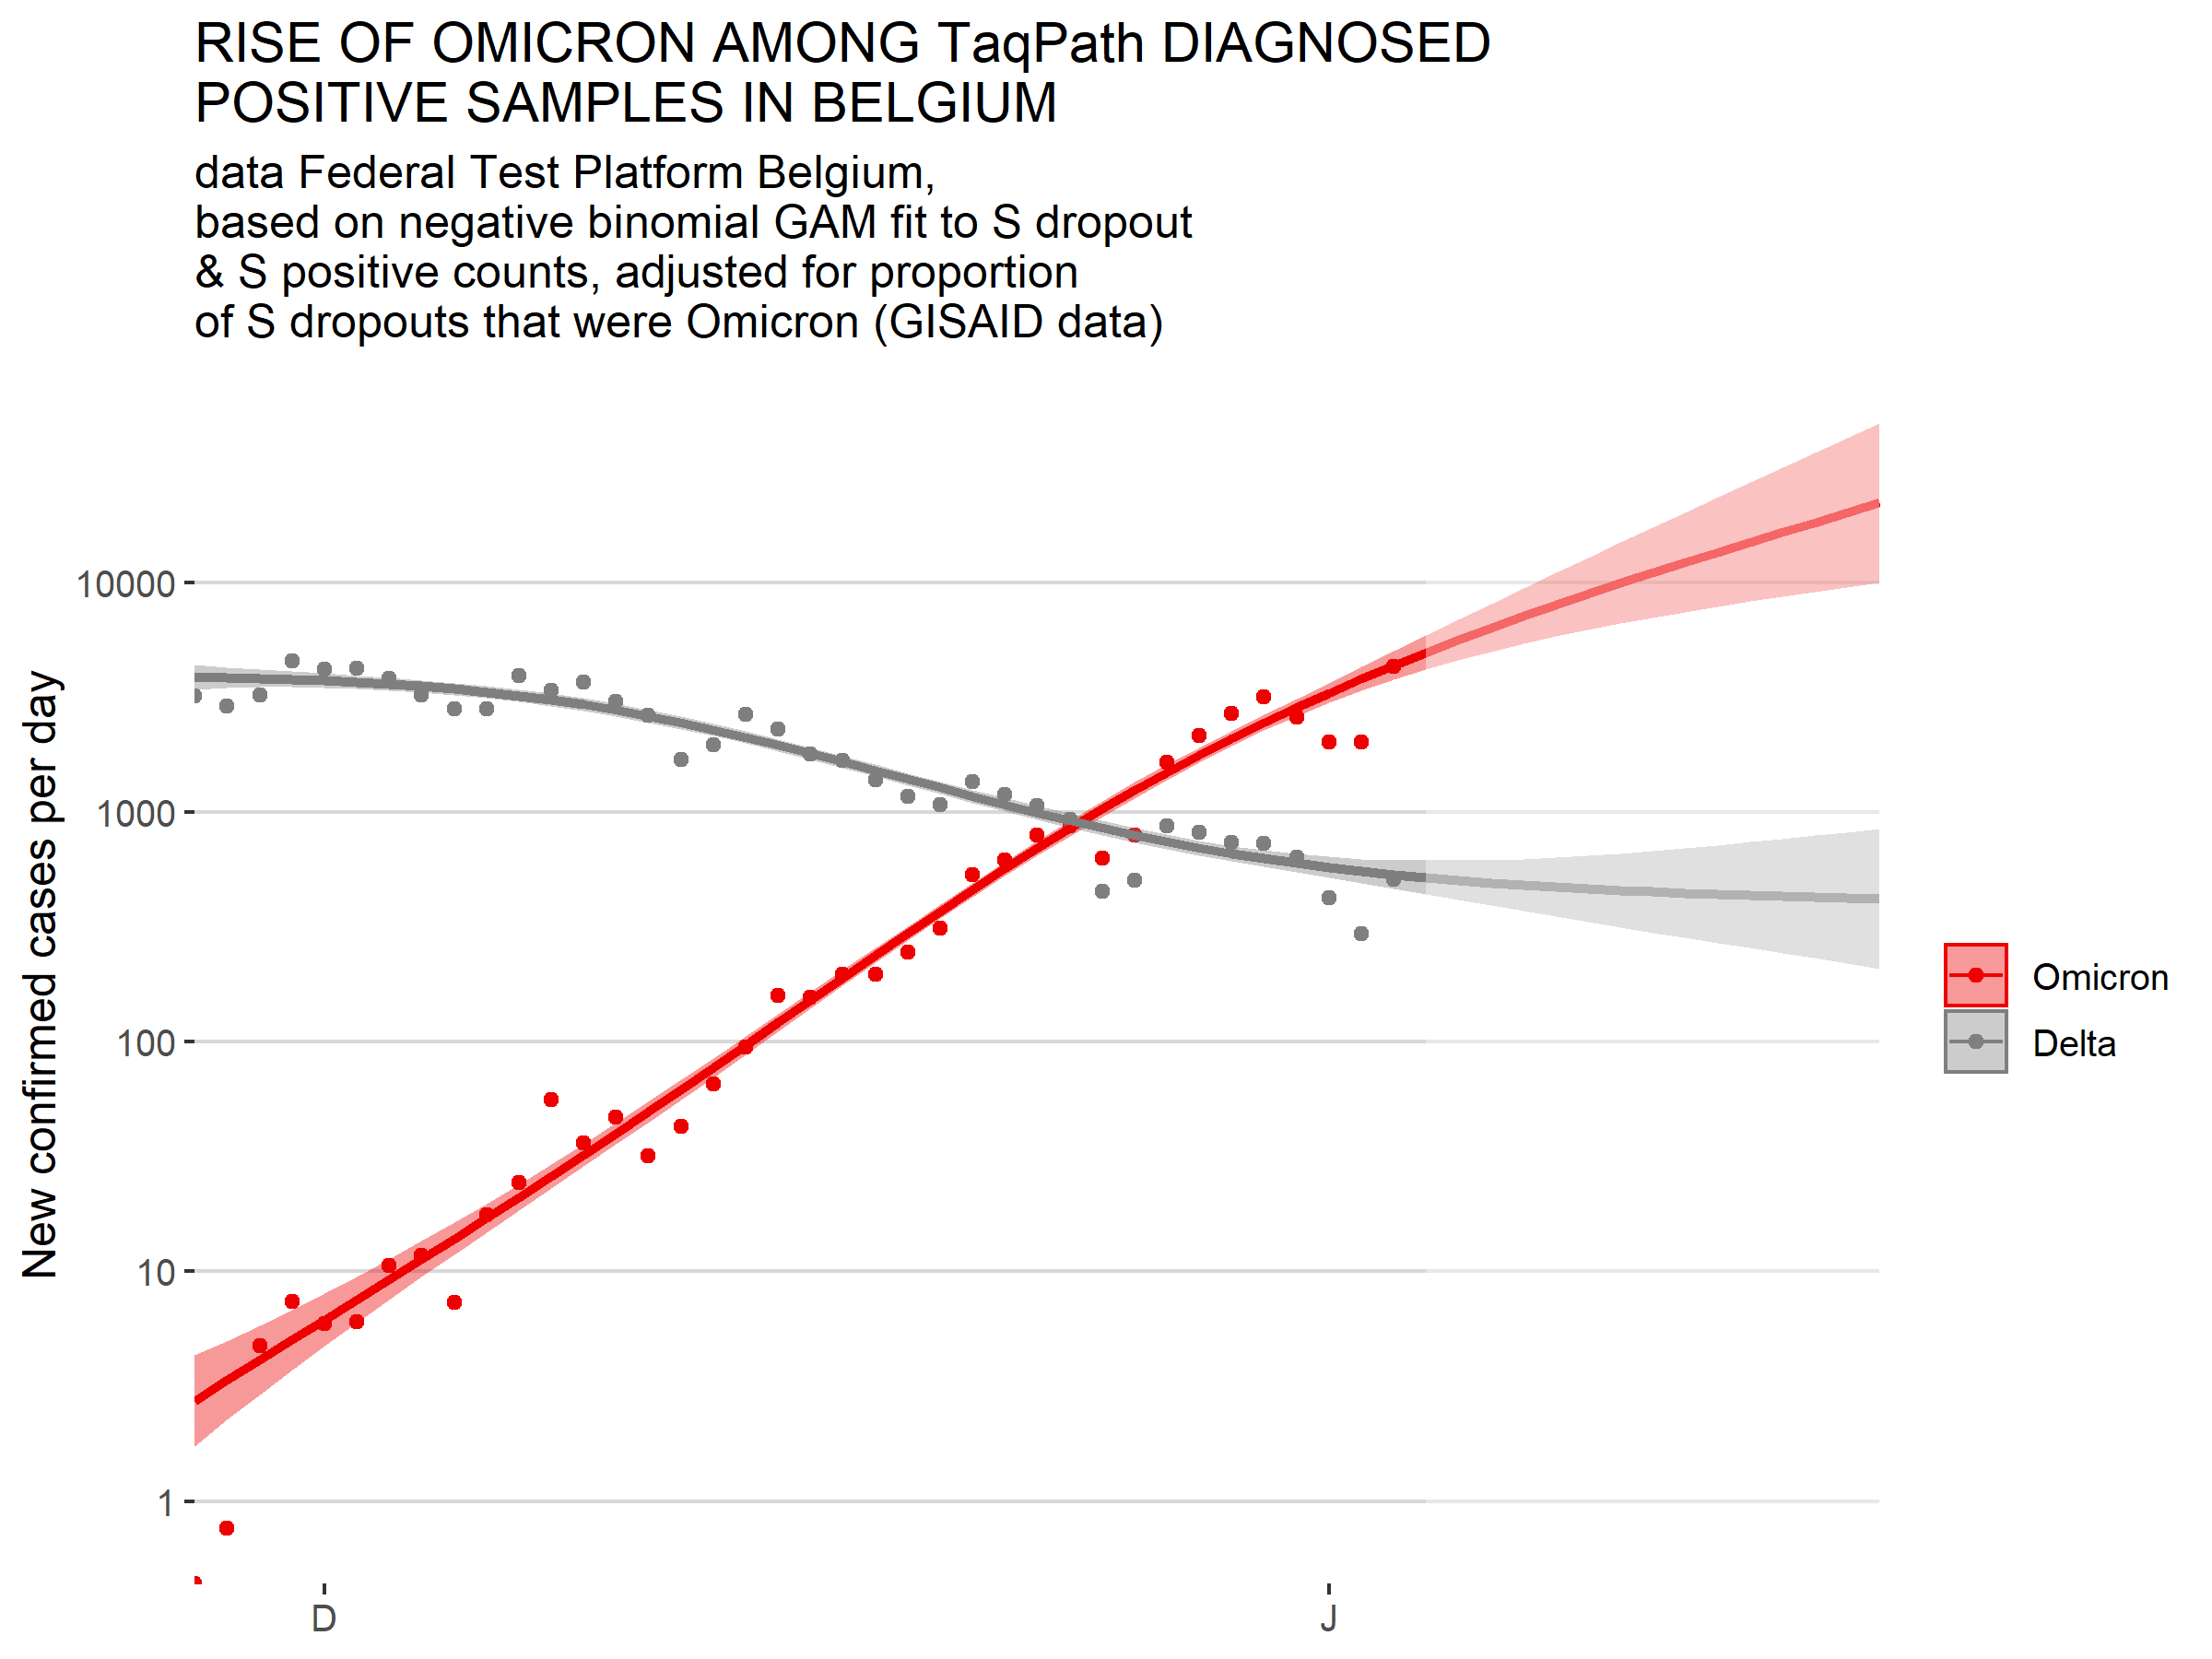 RISE OF OMICRON AMONG TaqPath DIAGNOSED
POSITIVE SAMPLES IN BELGIUM
data Federal Test Platform Belgium,
based on negative binomial GAM fit to S dropout
& S positive counts, adjusted for proportion
of S dropouts that were Omicron (GISAID data)
New confirmed cases per day
10000
1000
100
10
1
D
J
Omicron
Delta